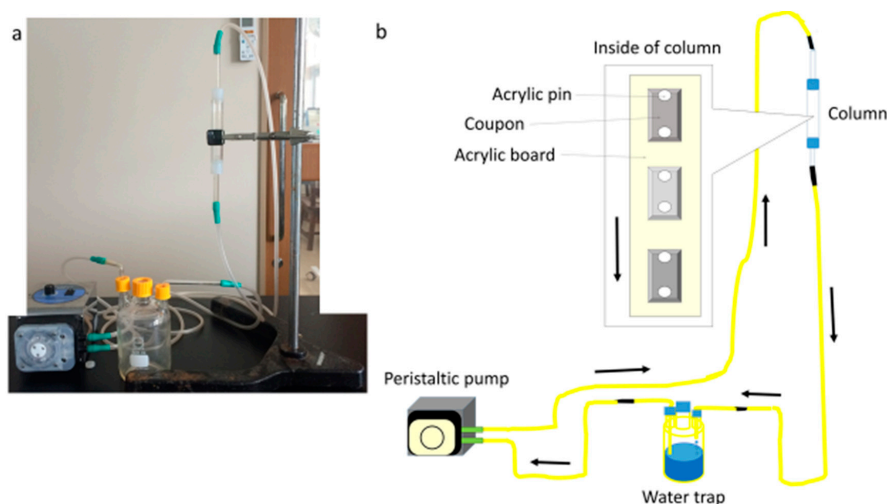 a
b
Inside of column
Acrylic pin
Coupon
Acrylic board
Column
Peristaltic pump
Water trap